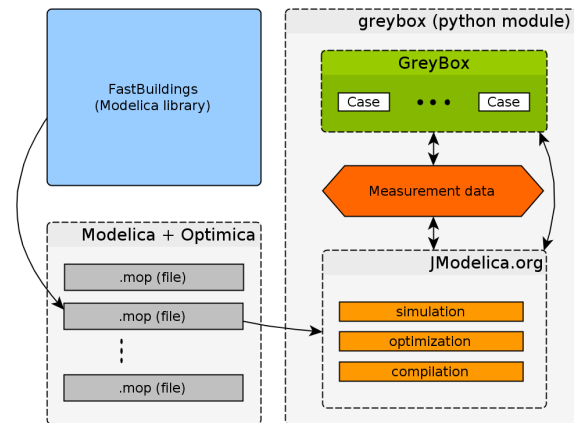 FastBuildings
(Modelica library)
Modelica + Optimica
.mop (file)
.mop (file)
.mop (file)
greybox (python module)
GreyBox
Case
Case
Measurement data
JModelica.org
simulation
optimization
compilation